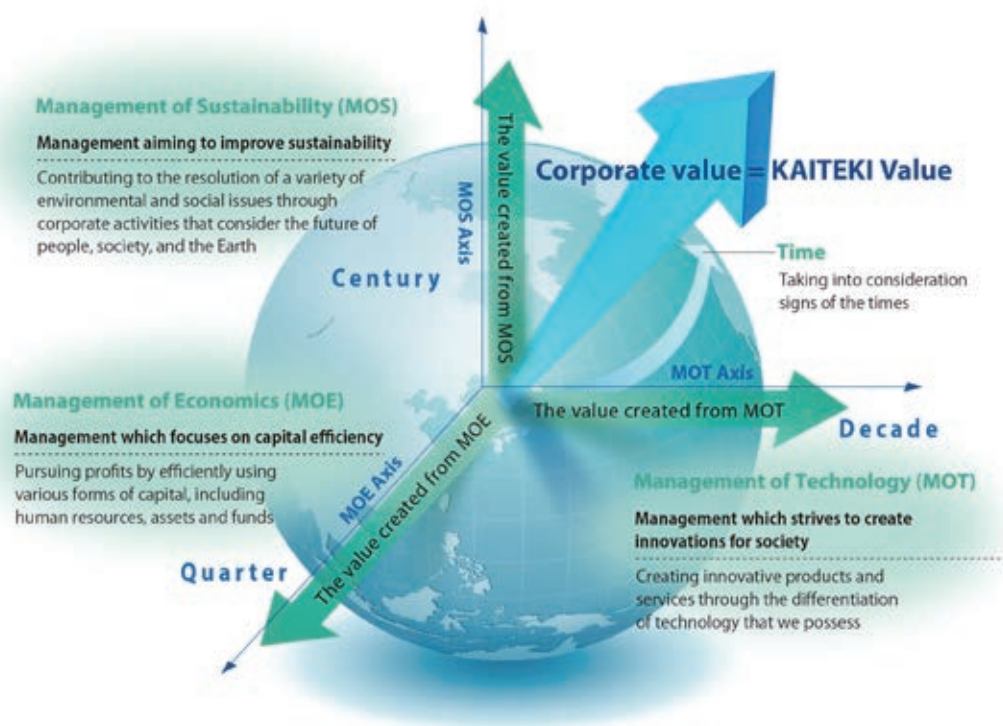 Management of Sustainability (MOS)
Management aiming to improve sustainability
Contributing to the resolution of a variety of
environmental and social issues through
corporate activities that consider the future of
people, society, and the Earth
Century
MOS Axis
The value created from MOS
Corporate value = KAITEKI Value
Time
Taking into consideration
signs of the times
MOT Axis
The value created from MOT
Decade
Management of Economics (MOE)
Management which focuses on capital efficiency
Pursuing profits by efficiently using
various forms of capital, including
human resources, assets and funds
MOE Axis
The value created from MOE
Quarter
Management of Technology (MOT)
Management which strives to create
innovations for society
Creating innovative products and
services through the differentiation
of technology that we possess